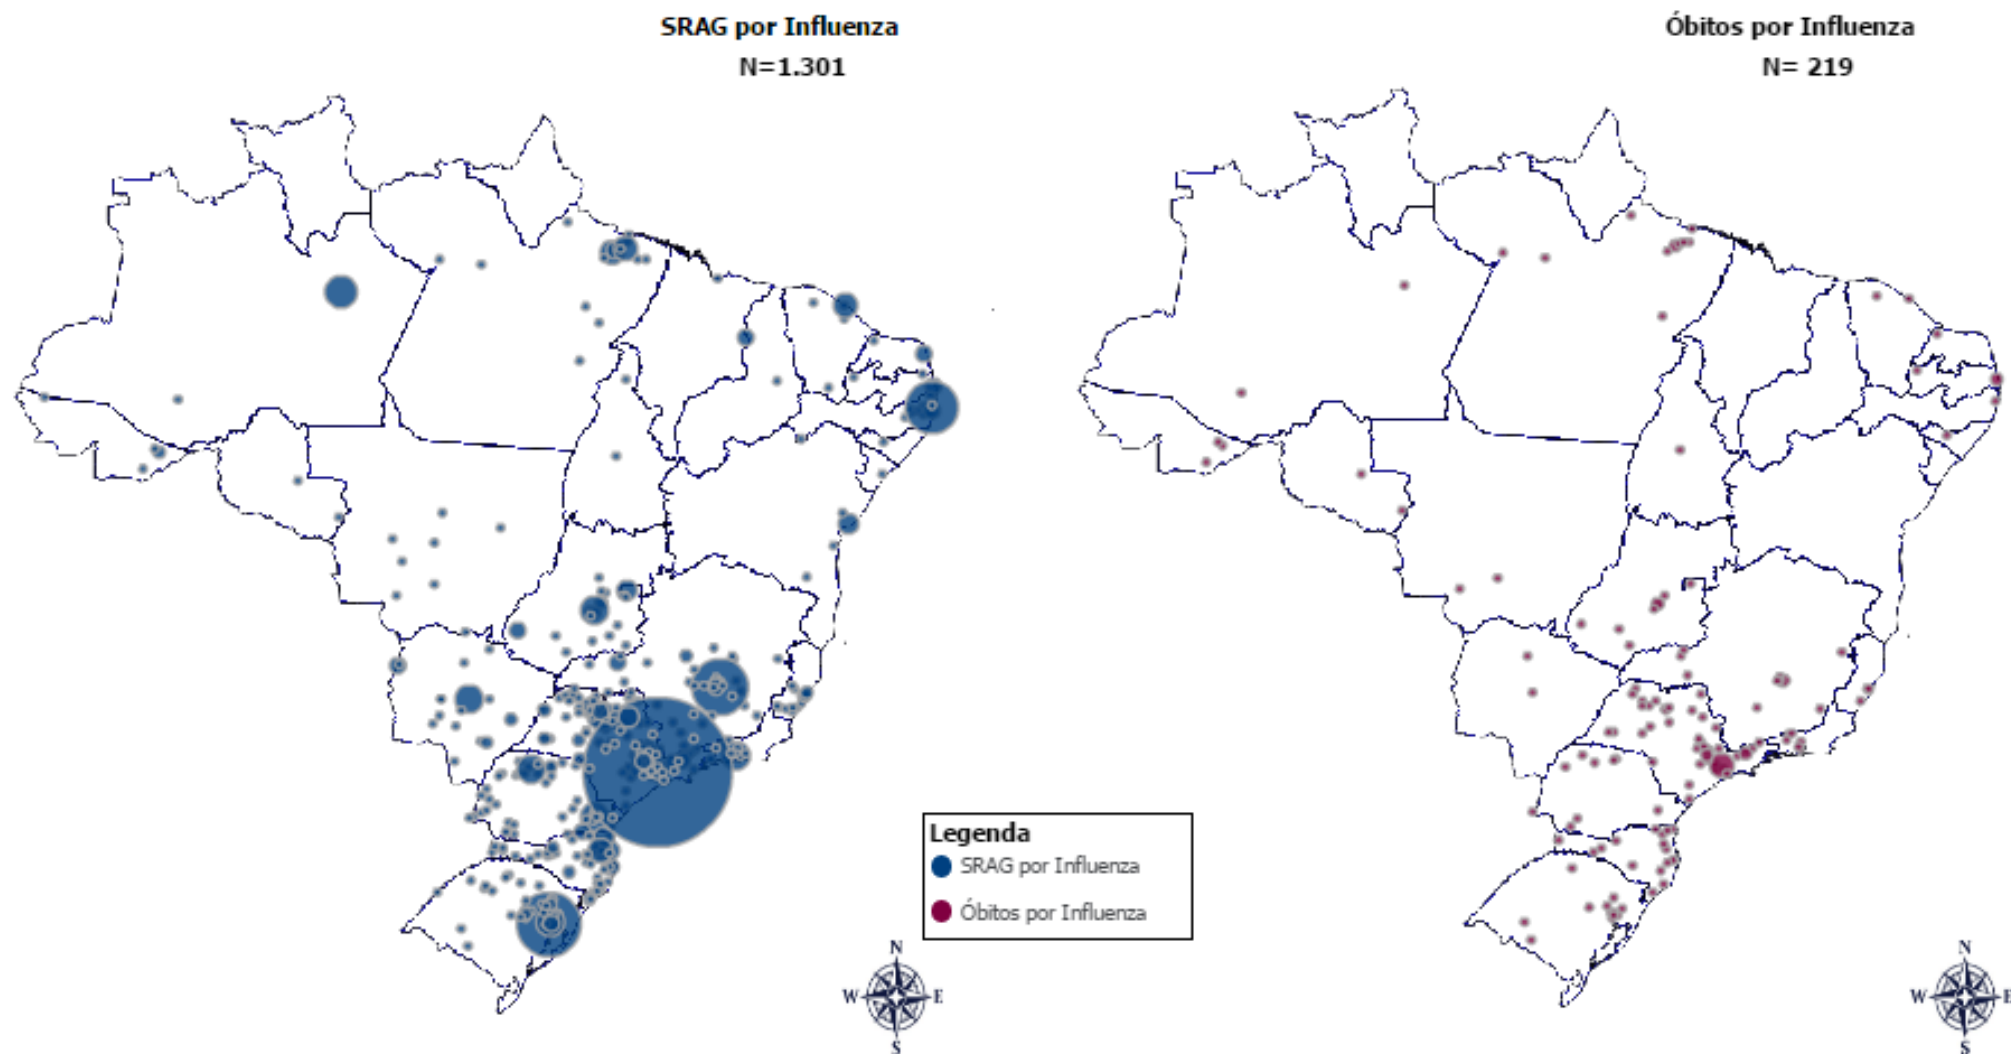 SRAG por Influenza
N=1.301
Óbitos por Influenza
N= 219
Legenda
SRAG por Influenza
Óbitos por Influenza
N
W E
S
N
W E
S